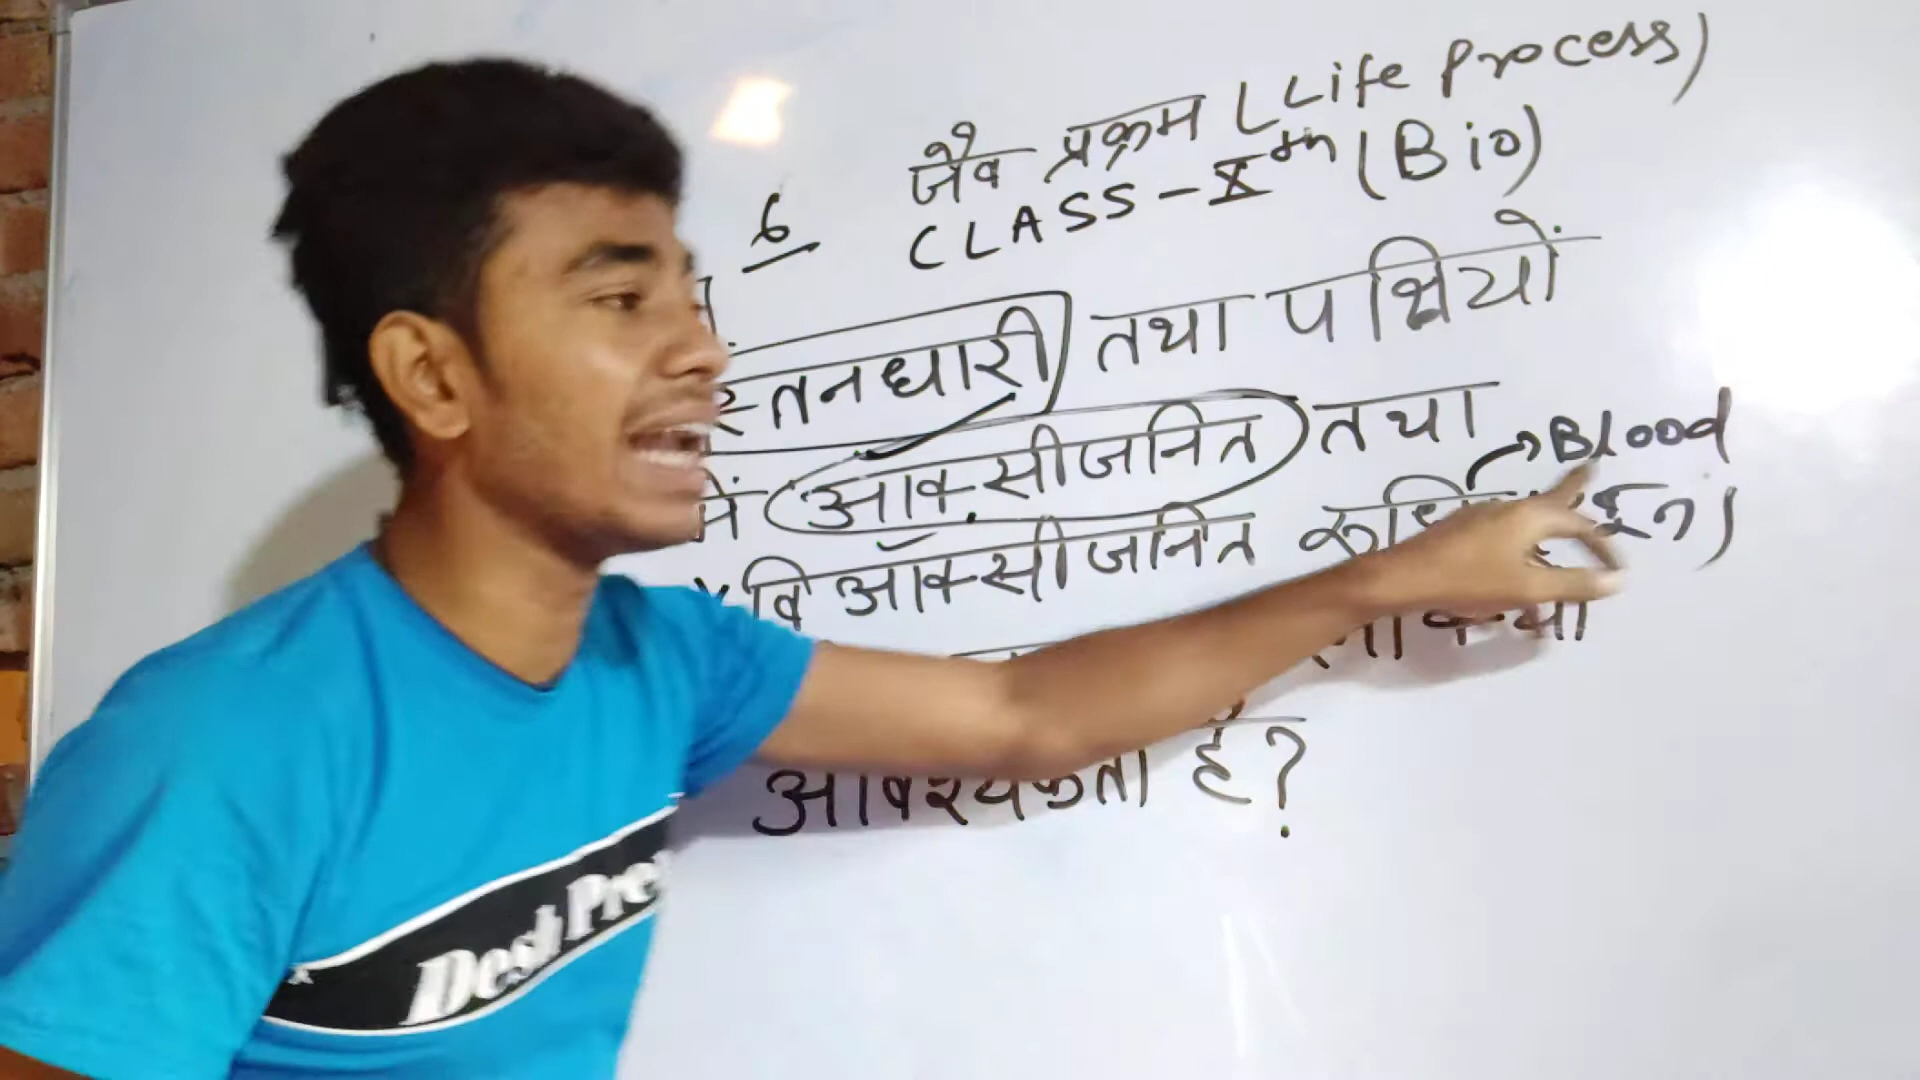 जैव प्रक्रम (Life Process)
6 CLASS-Xth (Bio)
स्तनधारी तथा पक्षियों
में ऑक्सीजनित तथा
Blood
वि ऑक्सीजनित
आवश्यकता है?
Desh Pre